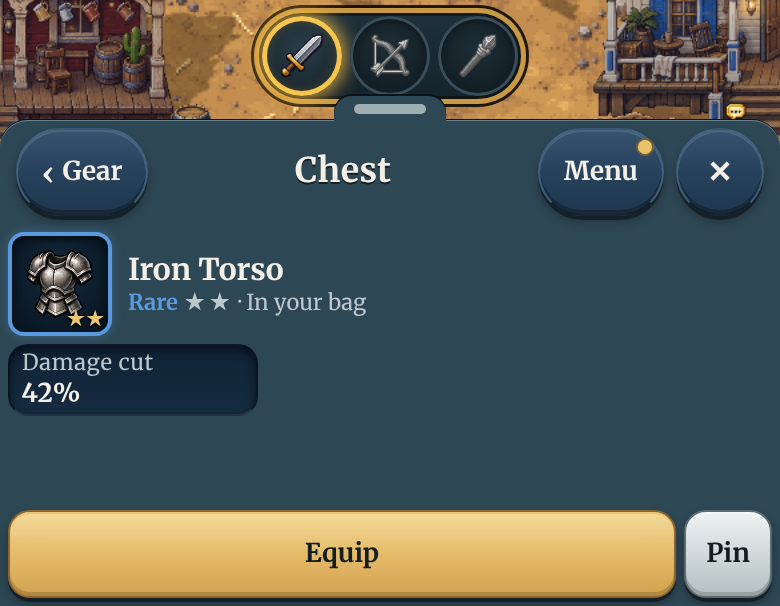 ‹ Gear
Chest
Menu
✕
Iron Torso
Rare ★ ★ · In your bag
Damage cut
42%
Equip
Pin